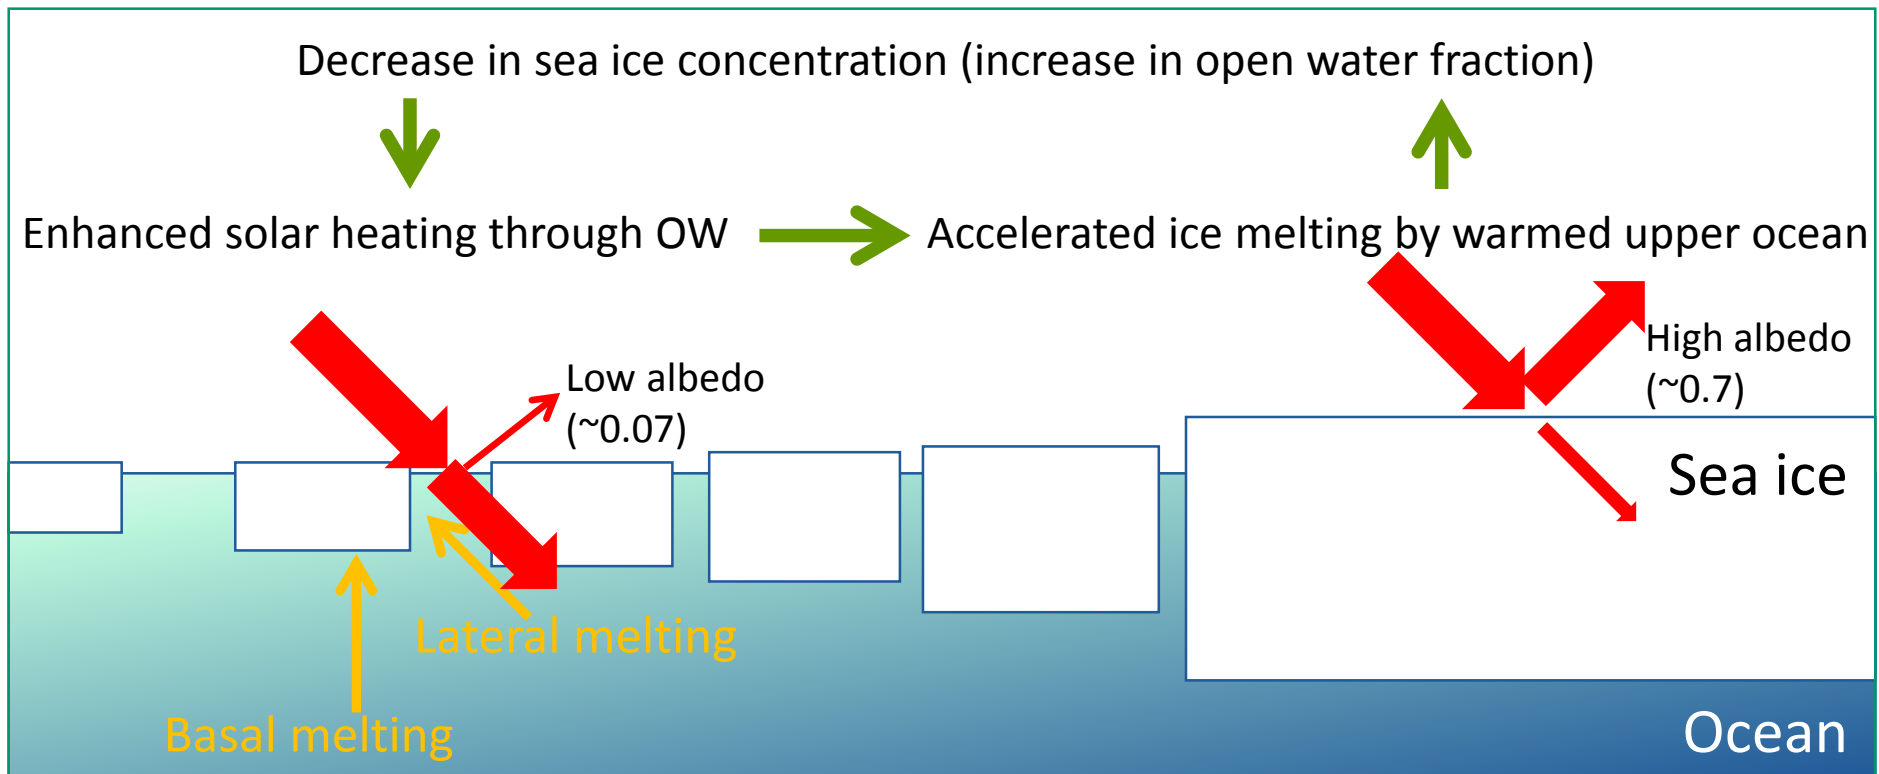 Decrease in sea ice concentration (increase in open water fraction)
Enhanced solar heating through OW
Accelerated ice melting by warmed upper ocean
Low albedo
(~0.07)
High albedo
(~0.7)
Sea ice
Lateral melting
Basal melting
Ocean